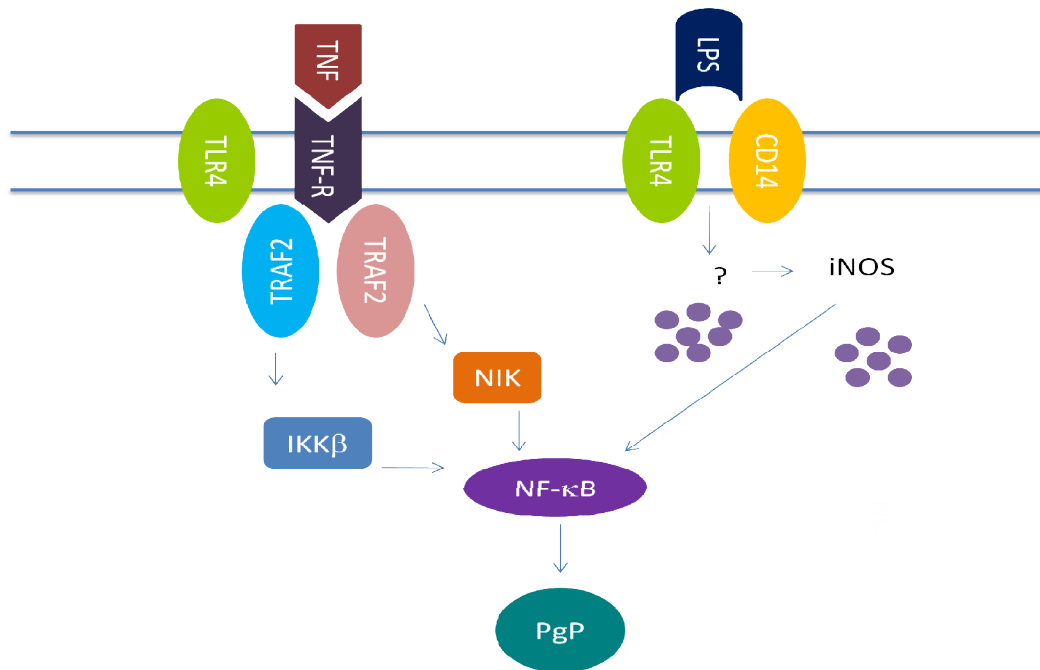 TNF
LPS
TLR4
TNF-R
TLR4
CD14
TRAF2
TRAF2
?
iNOS
NIK
IKKβ
NF-κB
PgP